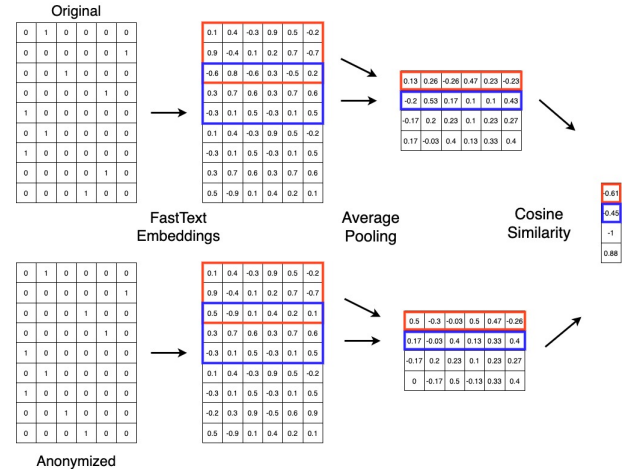 Original
0 1 0 0 0 0
0 0 0 0 0 1
0 0 1 0 0 0
0 0 0 0 1 0
1 0 0 0 0 0
0 1 0 0 0 0
1 0 0 0 0 0
0 0 0 0 1 0
0 0 0 1 0 0
0.1 0.4 -0.3 0.9 0.5 -0.2
0.9 -0.4 0.1 0.2 0.7 -0.7
-0.6 0.8 -0.6 0.3 -0.5 0.2
0.3 0.7 0.6 0.3 0.7 0.6
-0.3 0.1 0.5 -0.3 0.1 0.5
0.1 0.4 -0.3 0.9 0.5 -0.2
-0.3 0.1 0.5 -0.3 0.1 0.5
0.3 0.7 0.6 0.3 0.7 0.6
0.5 -0.9 0.1 0.4 0.2 0.1
0.13 0.26 -0.26 0.47 0.23 -0.23
-0.2 0.53 0.17 0.1 0.1 0.43
-0.17 0.2 0.23 0.1 0.27 0.23
0.17 -0.03 0.4 0.13 0.33 0.4
-0.61
-0.45
-1
0.88
FastText
Embeddings
Average
Pooling
Cosine
Similarity
0 1 0 0 0 0
0 0 0 0 0 1
0 0 0 1 0 0
0 0 0 0 1 0
1 0 0 0 0 0
0 1 0 0 0 0
1 0 0 0 0 0
0 0 1 0 0 0
0 0 0 1 0 0
0.1 0.4 -0.3 0.9 0.5 -0.2
0.9 -0.4 0.1 0.2 0.7 -0.7
0.5 -0.9 0.1 0.4 0.2 0.1
0.3 0.7 0.6 0.3 0.7 0.6
-0.3 0.1 0.5 -0.3 0.1 0.5
0.1 0.4 -0.3 0.9 0.5 -0.2
-0.3 0.1 0.5 -0.3 0.1 0.5
-0.2 0.3 0.9 -0.5 0.6 0.9
0.5 -0.9 0.1 0.4 0.2 0.1
0.5 -0.3 -0.03 0.5 0.47 -0.26
0.17 -0.03 0.4 0.13 0.33 0.4
-0.17 0.2 0.23 0.1 0.23 0.27
0 -0.17 0.5 -0.13 0.33 0.4
Anonymized